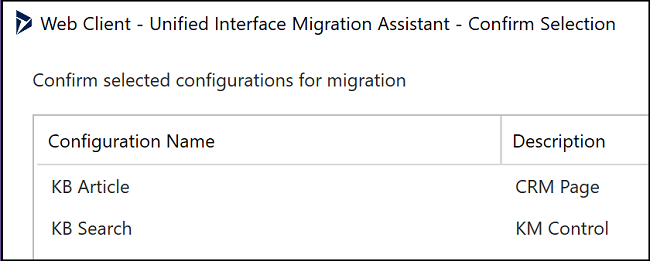 Web Client - Unified Interface Migration Assistant - Confirm Selection
Confirm selected configurations for migration
Configuration Name Description
KB Article CRM Page
KB Search KM Control